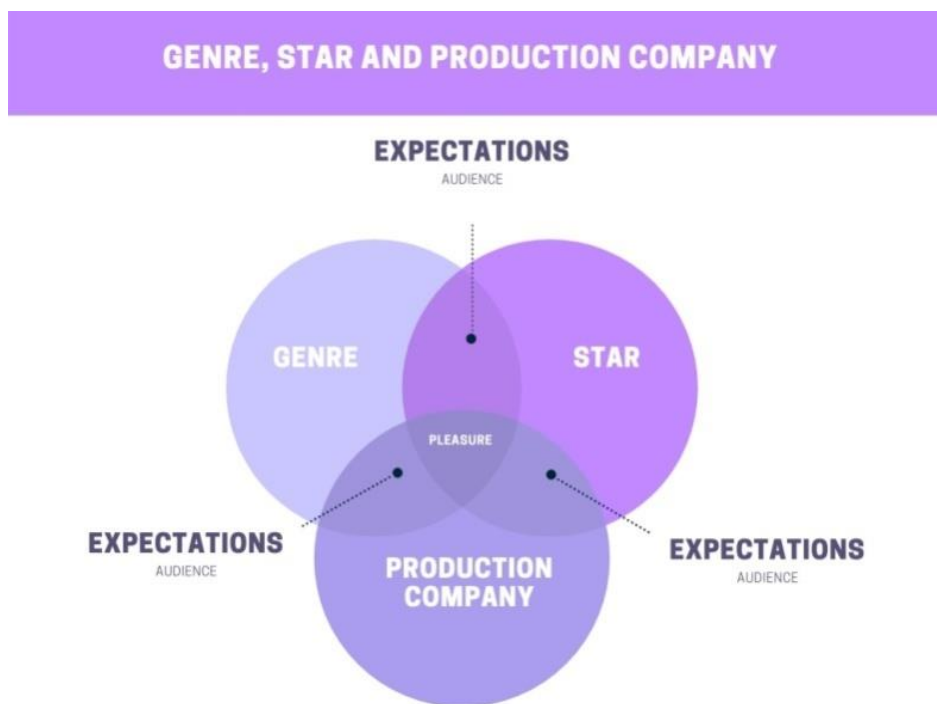 GENRE, STAR AND PRODUCTION COMPANY
EXPECTATIONS
AUDIENCE
GENRE
STAR
PLEASURE
EXPECTATIONS
AUDIENCE
EXPECTATIONS
AUDIENCE
PRODUCTION
COMPANY